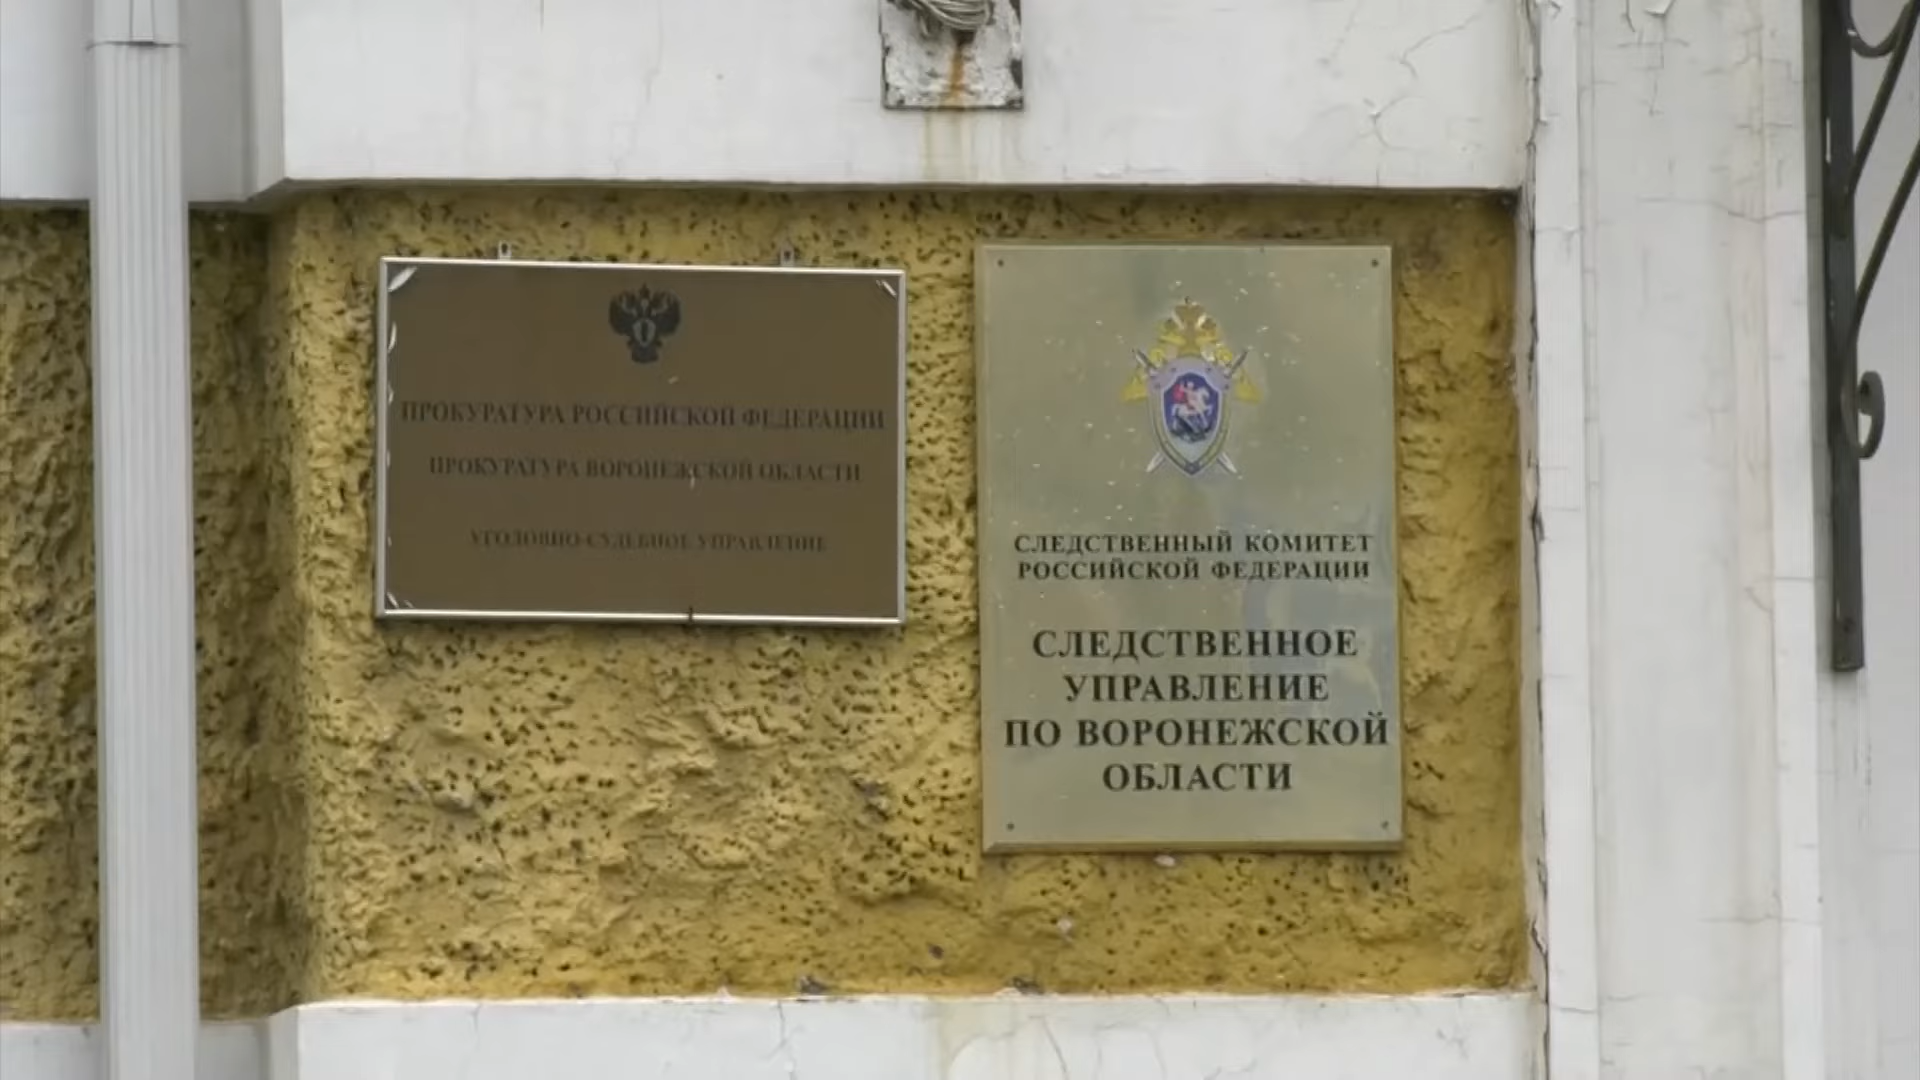 ПРОКУРАТУРА РОССИЙСКОЙ ФЕДЕРАЦИИ
ПРОКУРАТУРА ВОРОНЕЖСКОЙ ОБЛАСТИ
УГОЛОВНО-СУДЕБНОЕ УПРАВЛЕНИЕ
СЛЕДСТВЕННЫЙ КОМИТЕТ
РОССИЙСКОЙ ФЕДЕРАЦИИ
СЛЕДСТВЕННОЕ
УПРАВЛЕНИЕ
ПО ВОРОНЕЖСКОЙ
ОБЛАСТИ